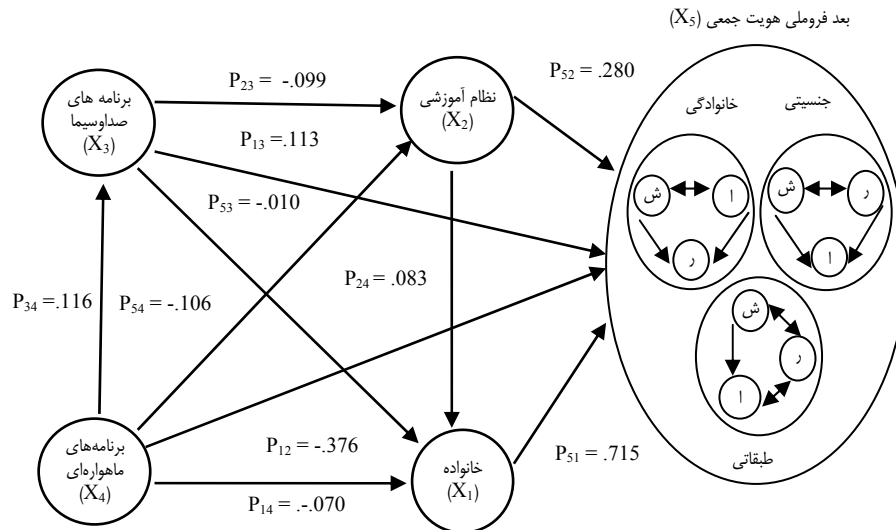 بعد فروملی هویت جمعی (X5)
P23 = -.099
P52 = .280
برنامه های
صداوسیما
(X3)
نظام آموزشی
(X2)
خانوادگی
جنسیتی
P13 =.113
ش
ا
ر
ش
ر
ا
P53 = -.010
P34 =.116
P54 = -.106
P24 = .083
ش
ر
ا
P12 = -.376
P51 = .715
طبقاتی
برنامه‌های
ماهواره‌ای
(X4)
خانواده
(X1)
P14 = .-.070